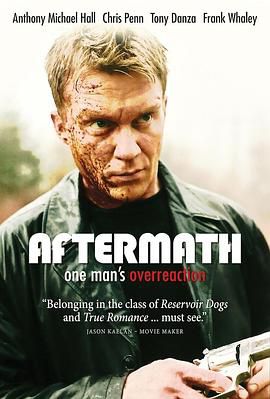 Anthony Michael Hall Chris Penn Tony Danza Frank Whaley
AFTERMATH
one man's overreaction
"Belonging in the class of Reservoir Dogs
and True Romance ... must see."
JASON KAELAN - MOVIE MAKER